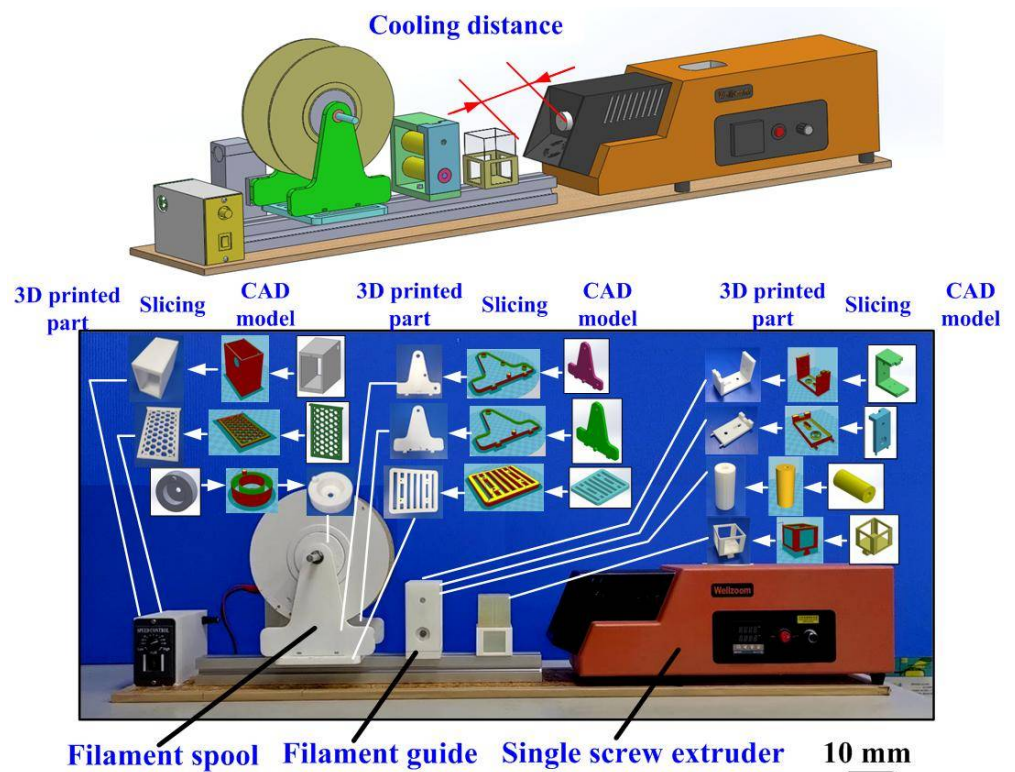 Cooling distance
3D printed part
Slicing
CAD model
3D printed part
Slicing
CAD model
3D printed part
Slicing
CAD model
Wellzoom
SPEED CONTROL
Filament spool
Filament guide
Single screw extruder
10 mm